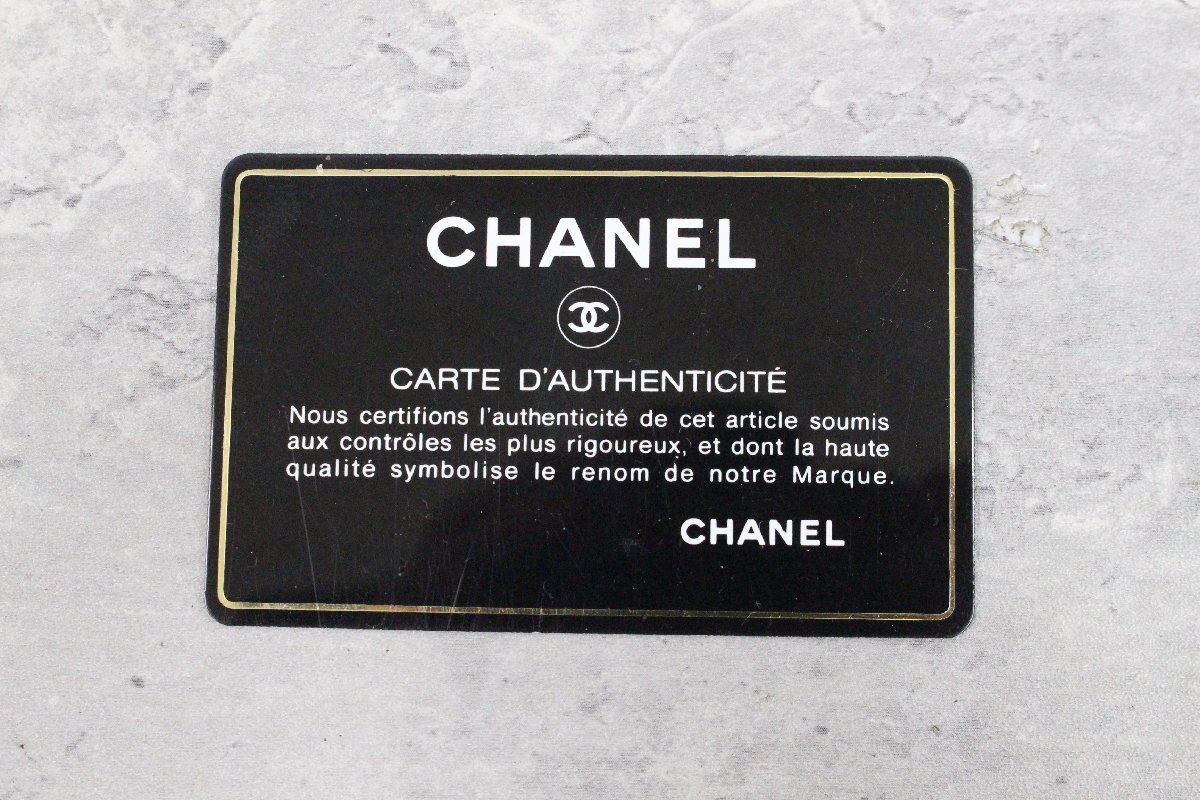 CHANEL
CARTE D'AUTHENTICITÉ
Nous certifions l'authenticité de cet article soumis
aux contrôles les plus rigoureux, et dont la haute
qualité symbolise le renom de notre Marque.
CHANEL